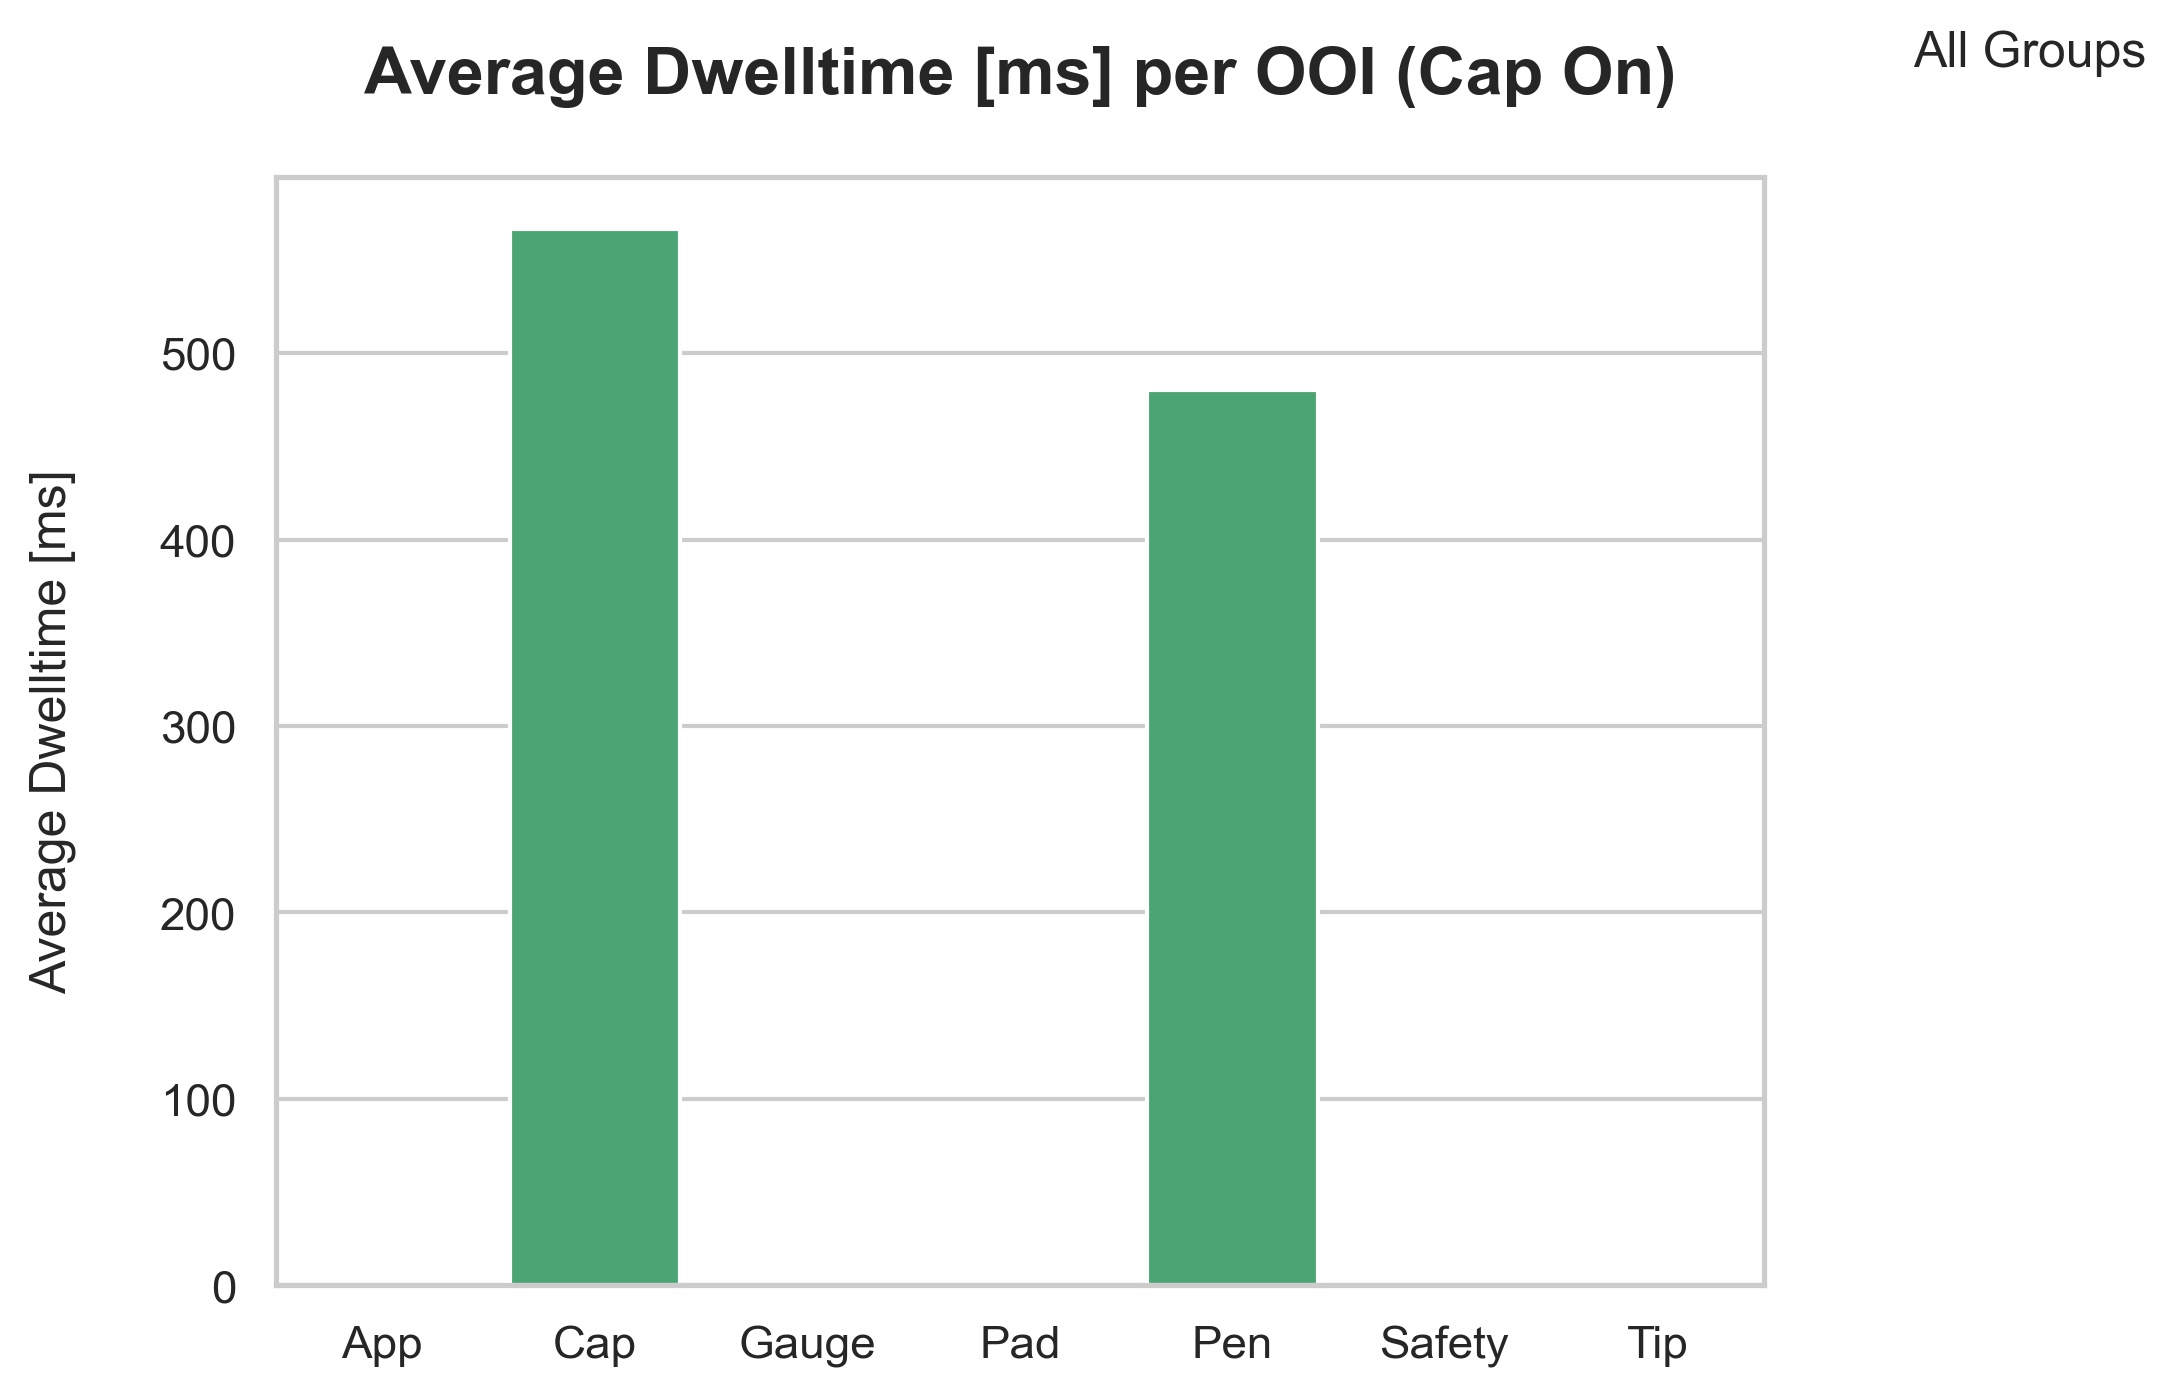 Average Dwelltime [ms] per OOI (Cap On)
All Groups
Average Dwelltime [ms]
500
400
300
200
100
0
App Cap Gauge Pad Pen Safety Tip